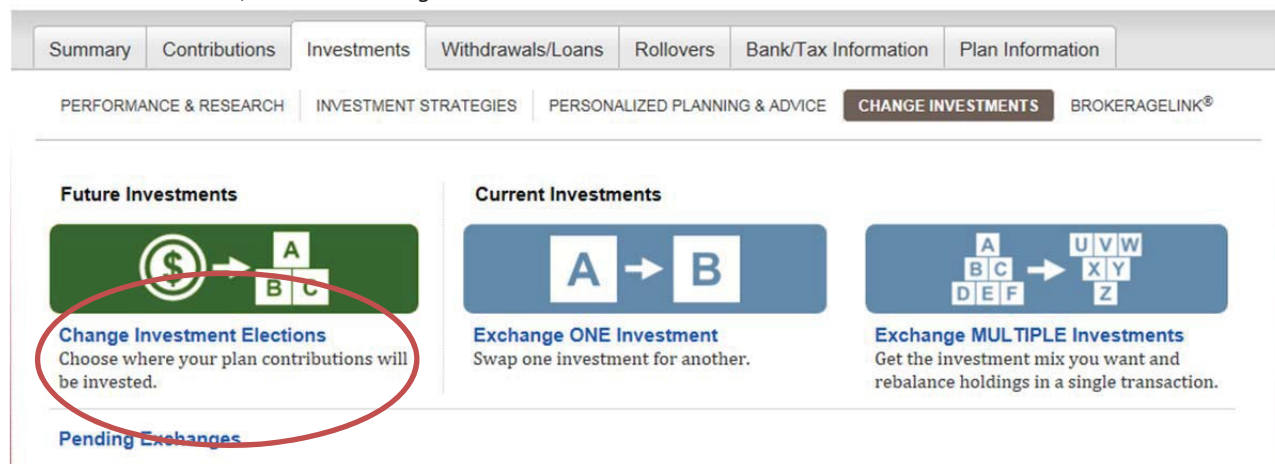 Summary Contributions Investments Withdrawals/Loans Rollovers Bank/Tax Information Plan Information
PERFORMANCE & RESEARCH INVESTMENT STRATEGIES PERSONALIZED PLANNING & ADVICE CHANGE INVESTMENTS BROKERAGELINK®
Future Investments
$ A
B C
Change Investment Elections
Choose where your plan contributions will
be invested.
Current Investments
A B
Exchange ONE Investment
Swap one investment for another.
A U V W
B C X Y
D E F Z
Exchange MULTIPLE Investments
Get the investment mix you want and
rebalance holdings in a single transaction.
Pending Exchanges